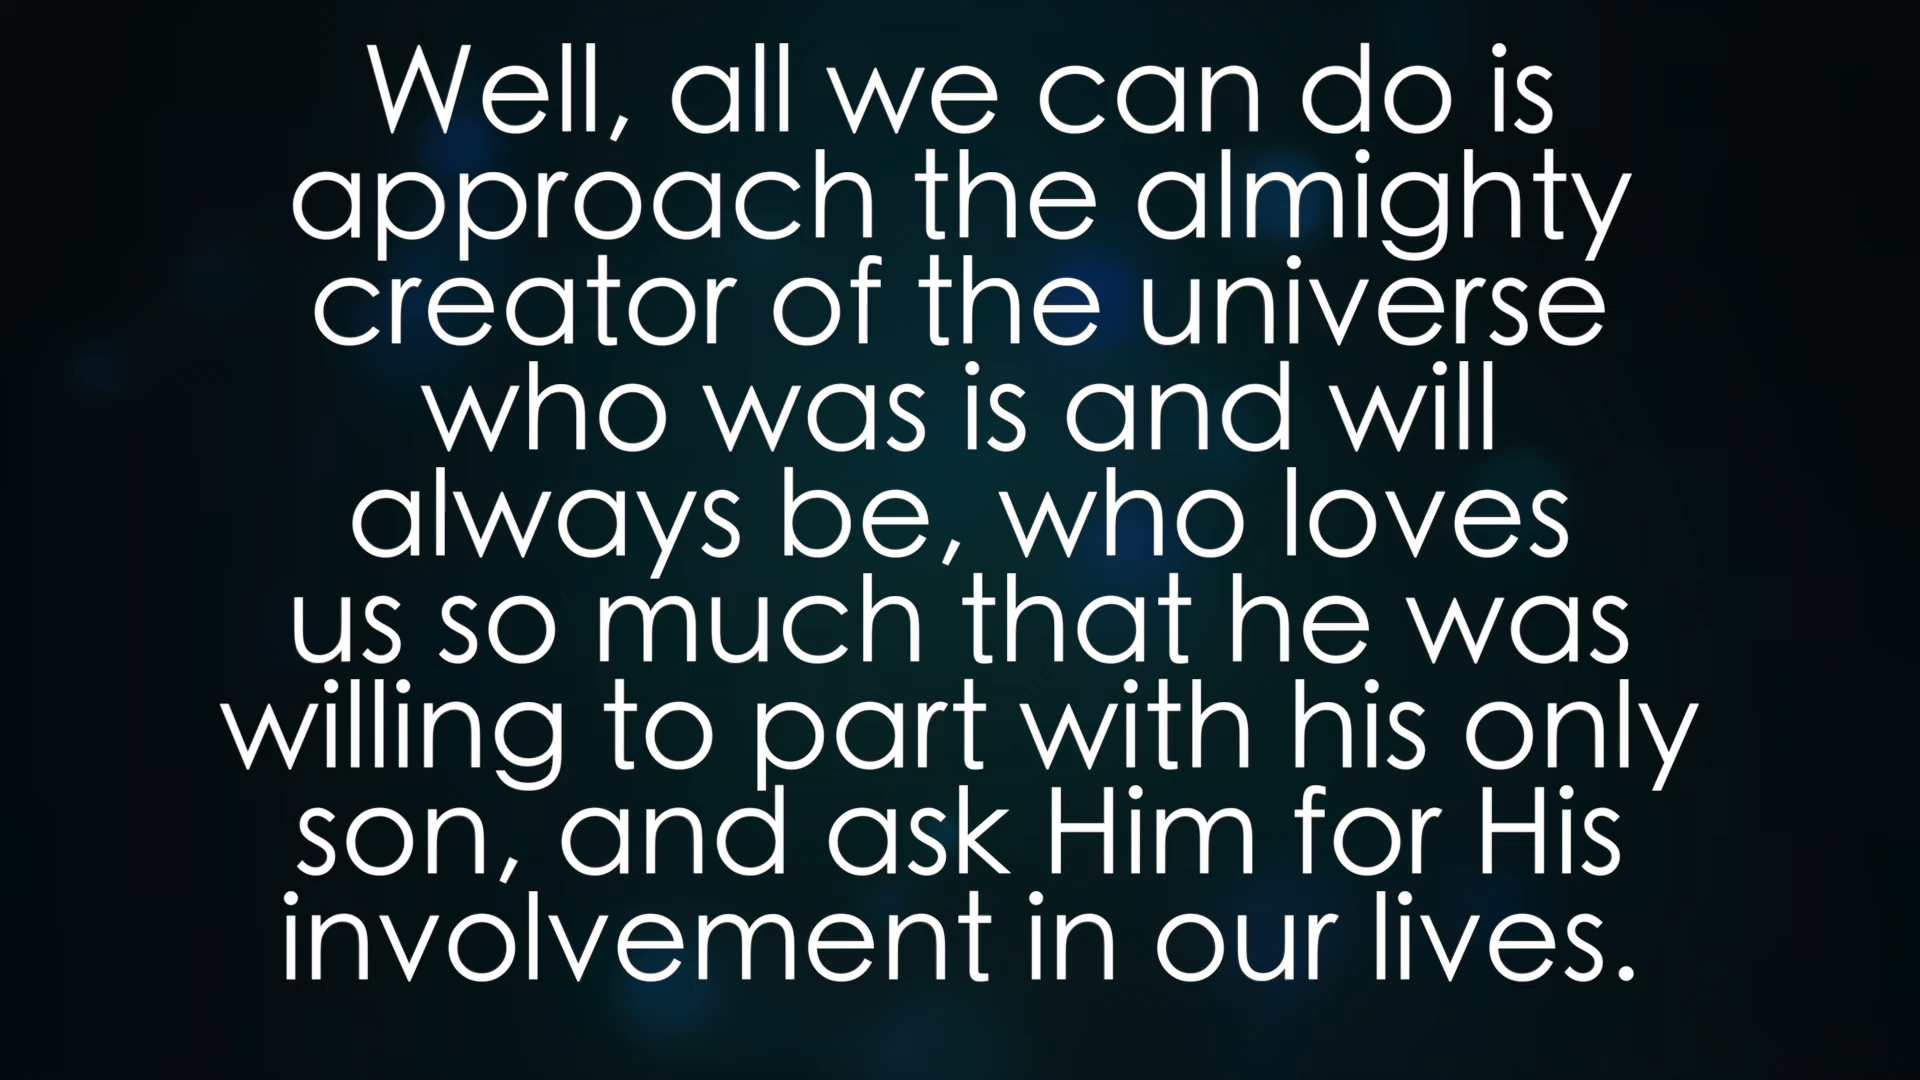 Well, all we can do is
approach the almighty
creator of the universe
who was is and will
always be, who loves
us so much that he was
willing to part with his only
son, and ask Him for His
involvement in our lives.